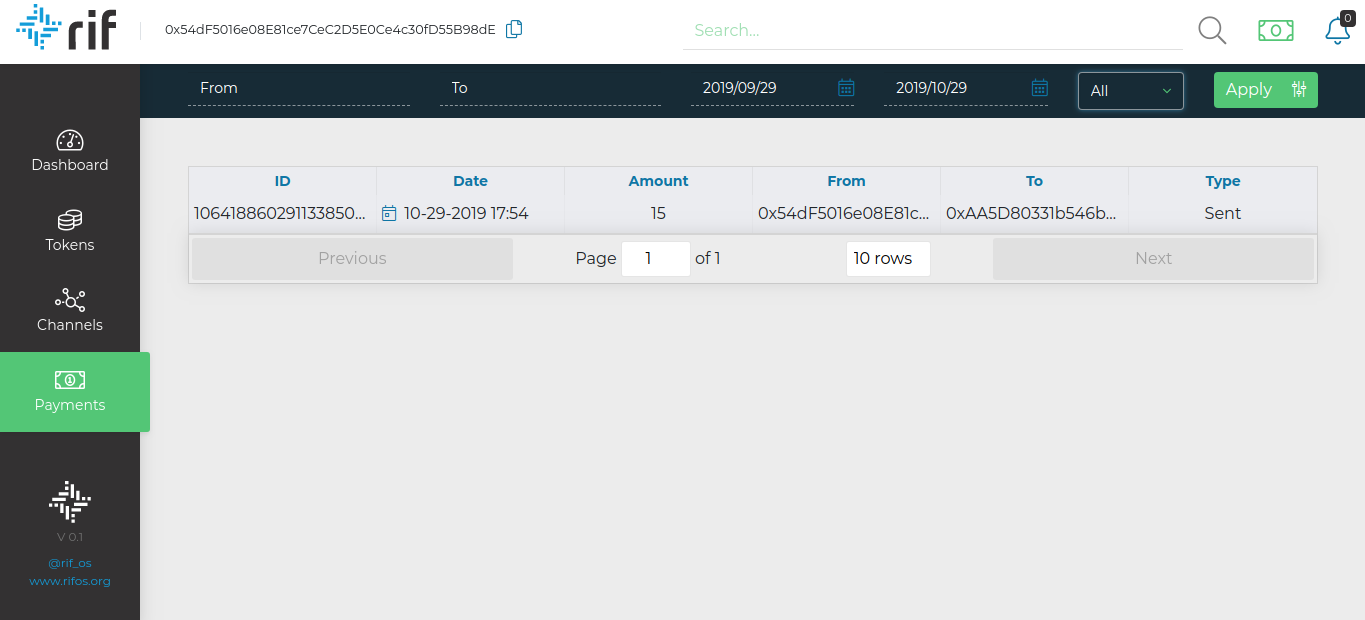 rif
0x54dF5016e08E81ce7CeC2D5E0Ce4c30fD55B98dE
Search...
0
From
To
2019/09/29
2019/10/29
All
Apply
Dashboard
Tokens
Channels
Payments
V 0.1
@rif_os
www.rifos.org
ID Date Amount From To Type
106418860291133850... 10-29-2019 17:54 15 0x54dF5016e08E81c... 0xAA5D80331b546b... Sent
Previous Page 1 of 1 10 rows Next